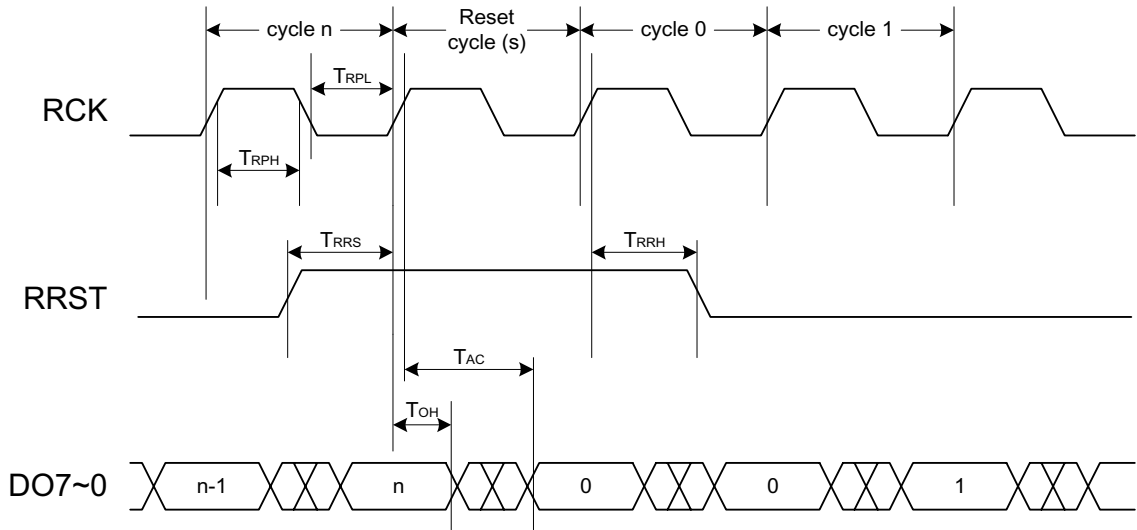 cycle n
Reset
cycle (s)
cycle 0
cycle 1
TRPL
RCK
TRPH
TRRS
TRRH
RRST
TAC
TOH
DO7~0
n-1
n
0
0
1